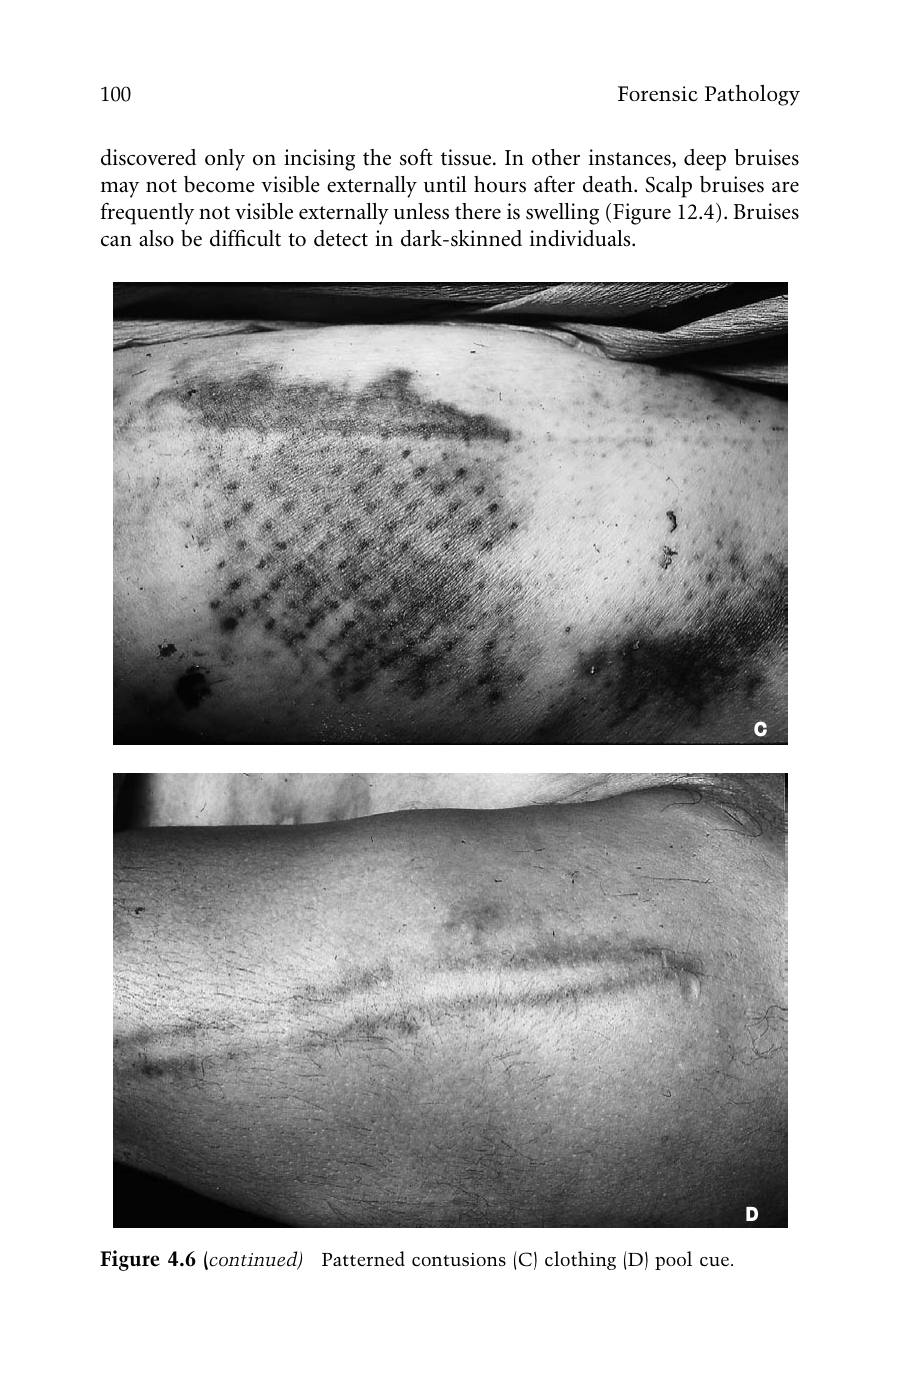 100
Forensic Pathology
discovered only on incising the soft tissue. In other instances, deep bruises
may not become visible externally until hours after death. Scalp bruises are
frequently not visible externally unless there is swelling (Figure 12.4). Bruises
can also be difficult to detect in dark-skinned individuals.
C
D
Figure 4.6 (continued) Patterned contusions (C) clothing (D) pool cue.